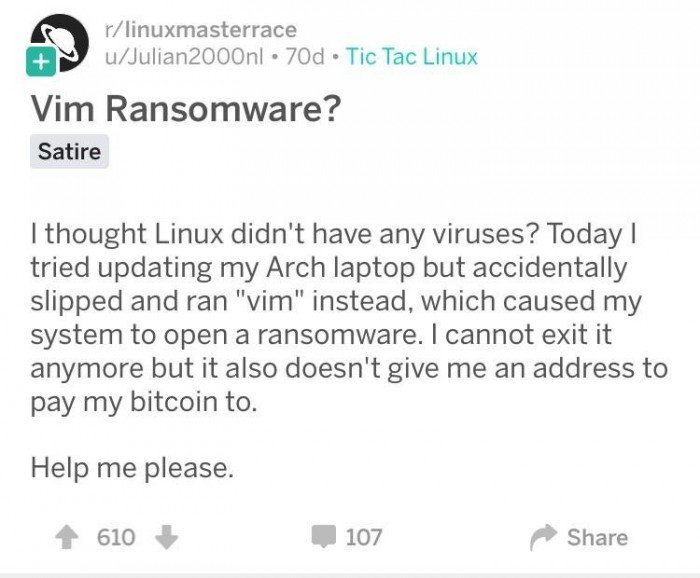 r/linuxmasterrace
u/Julian2000nl • 70d • Tic Tac Linux
Vim Ransomware?
Satire
I thought Linux didn't have any viruses? Today I
tried updating my Arch laptop but accidentally
slipped and ran "vim" instead, which caused my
system to open a ransomware. I cannot exit it
anymore but it also doesn't give me an address to
pay my bitcoin to.
Help me please.
610
107
Share